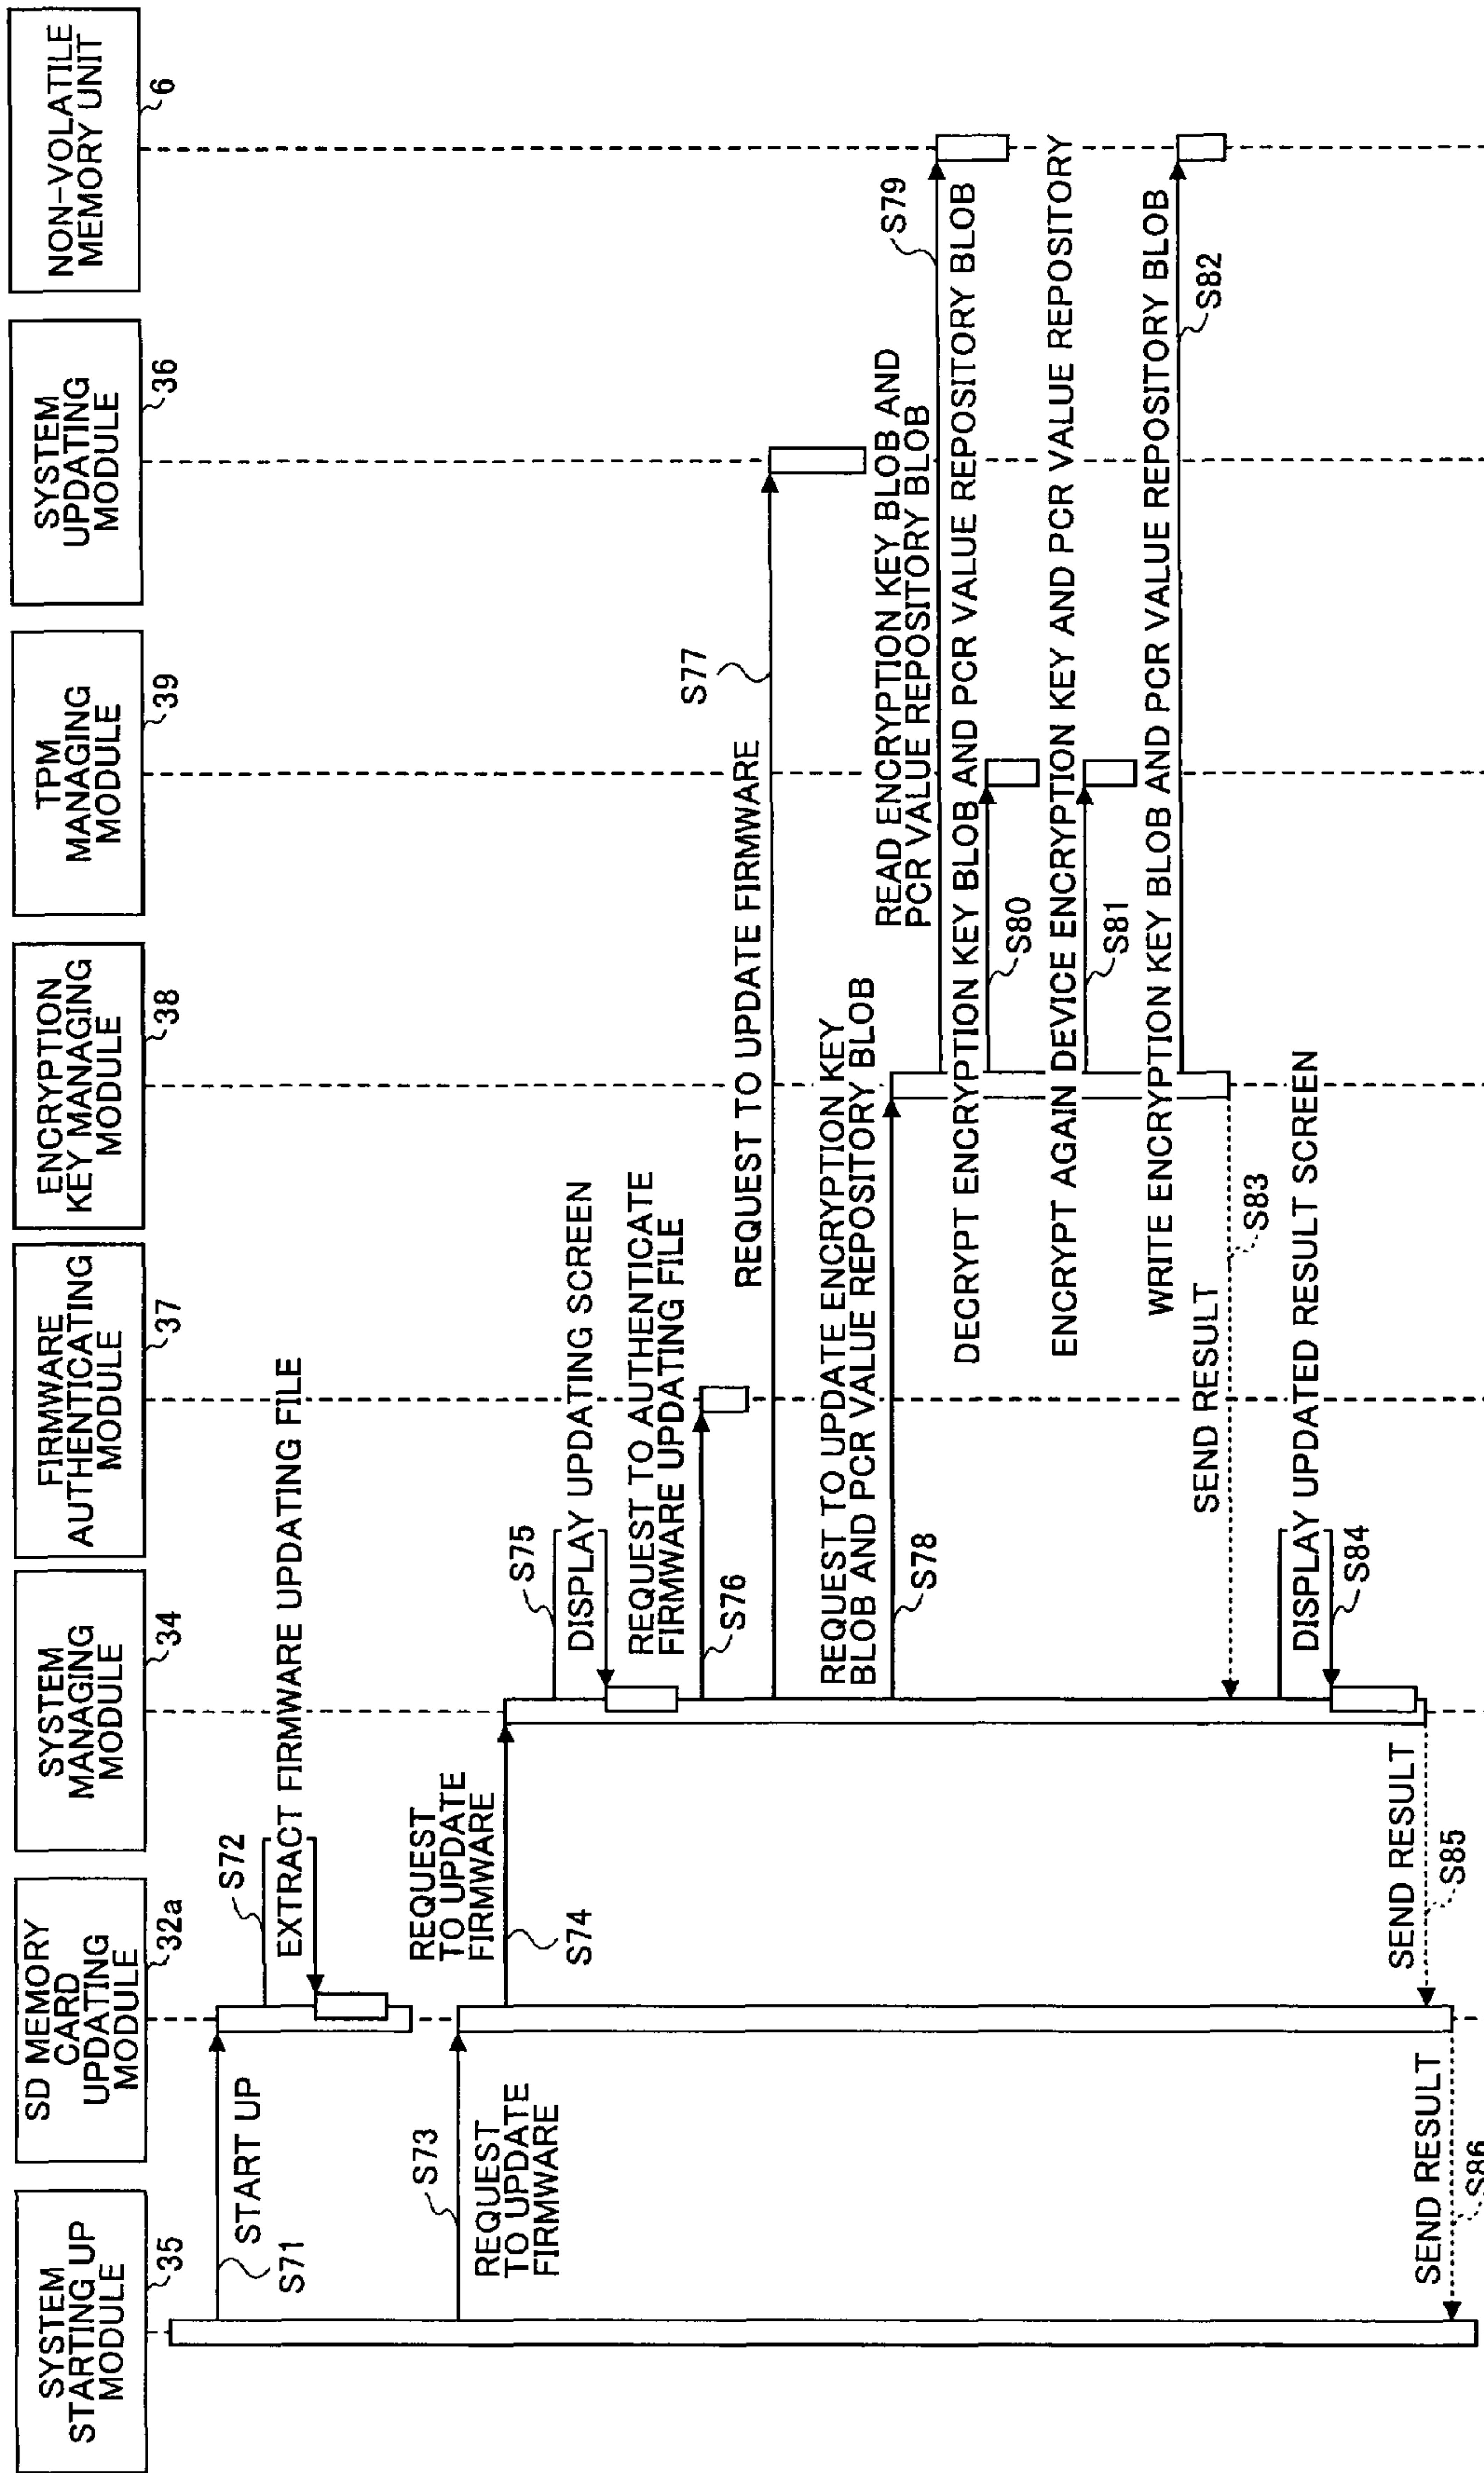 SYSTEM
STARTING UP
MODULE
35
SD MEMORY
CARD
UPDATING
MODULE
32a
SYSTEM
MANAGING
MODULE
34
FIRMWARE
AUTHENTICATING
MODULE
37
ENCRYPTION
KEY MANAGING
MODULE
38
TPM
MANAGING
MODULE
39
SYSTEM
UPDATING
MODULE
36
NON-VOLATILE
MEMORY UNIT
6
START UP
S71
S72
EXTRACT FIRMWARE UPDATING FILE
S73
REQUEST
TO UPDATE
FIRMWARE
REQUEST
TO UPDATE
FIRMWARE
S74
S75
DISPLAY UPDATING SCREEN
REQUEST TO AUTHENTICATE
FIRMWARE UPDATING FILE
S76
REQUEST TO UPDATE FIRMWARE
S77
REQUEST TO UPDATE ENCRYPTION KEY
BLOB AND PCR VALUE REPOSITORY BLOB
S78
READ ENCRYPTION KEY BLOB AND
PCR VALUE REPOSITORY BLOB
S79
DECRYPT ENCRYPTION KEY BLOB AND PCR VALUE REPOSITORY BLOB
S80
ENCRYPT AGAIN DEVICE ENCRYPTION KEY AND PCR VALUE REPOSITORY
S81
WRITE ENCRYPTION KEY BLOB AND PCR VALUE REPOSITORY BLOB
S82
SEND RESULT
S83
DISPLAY UPDATED RESULT SCREEN
S84
SEND RESULT
S85
SEND RESULT
S86